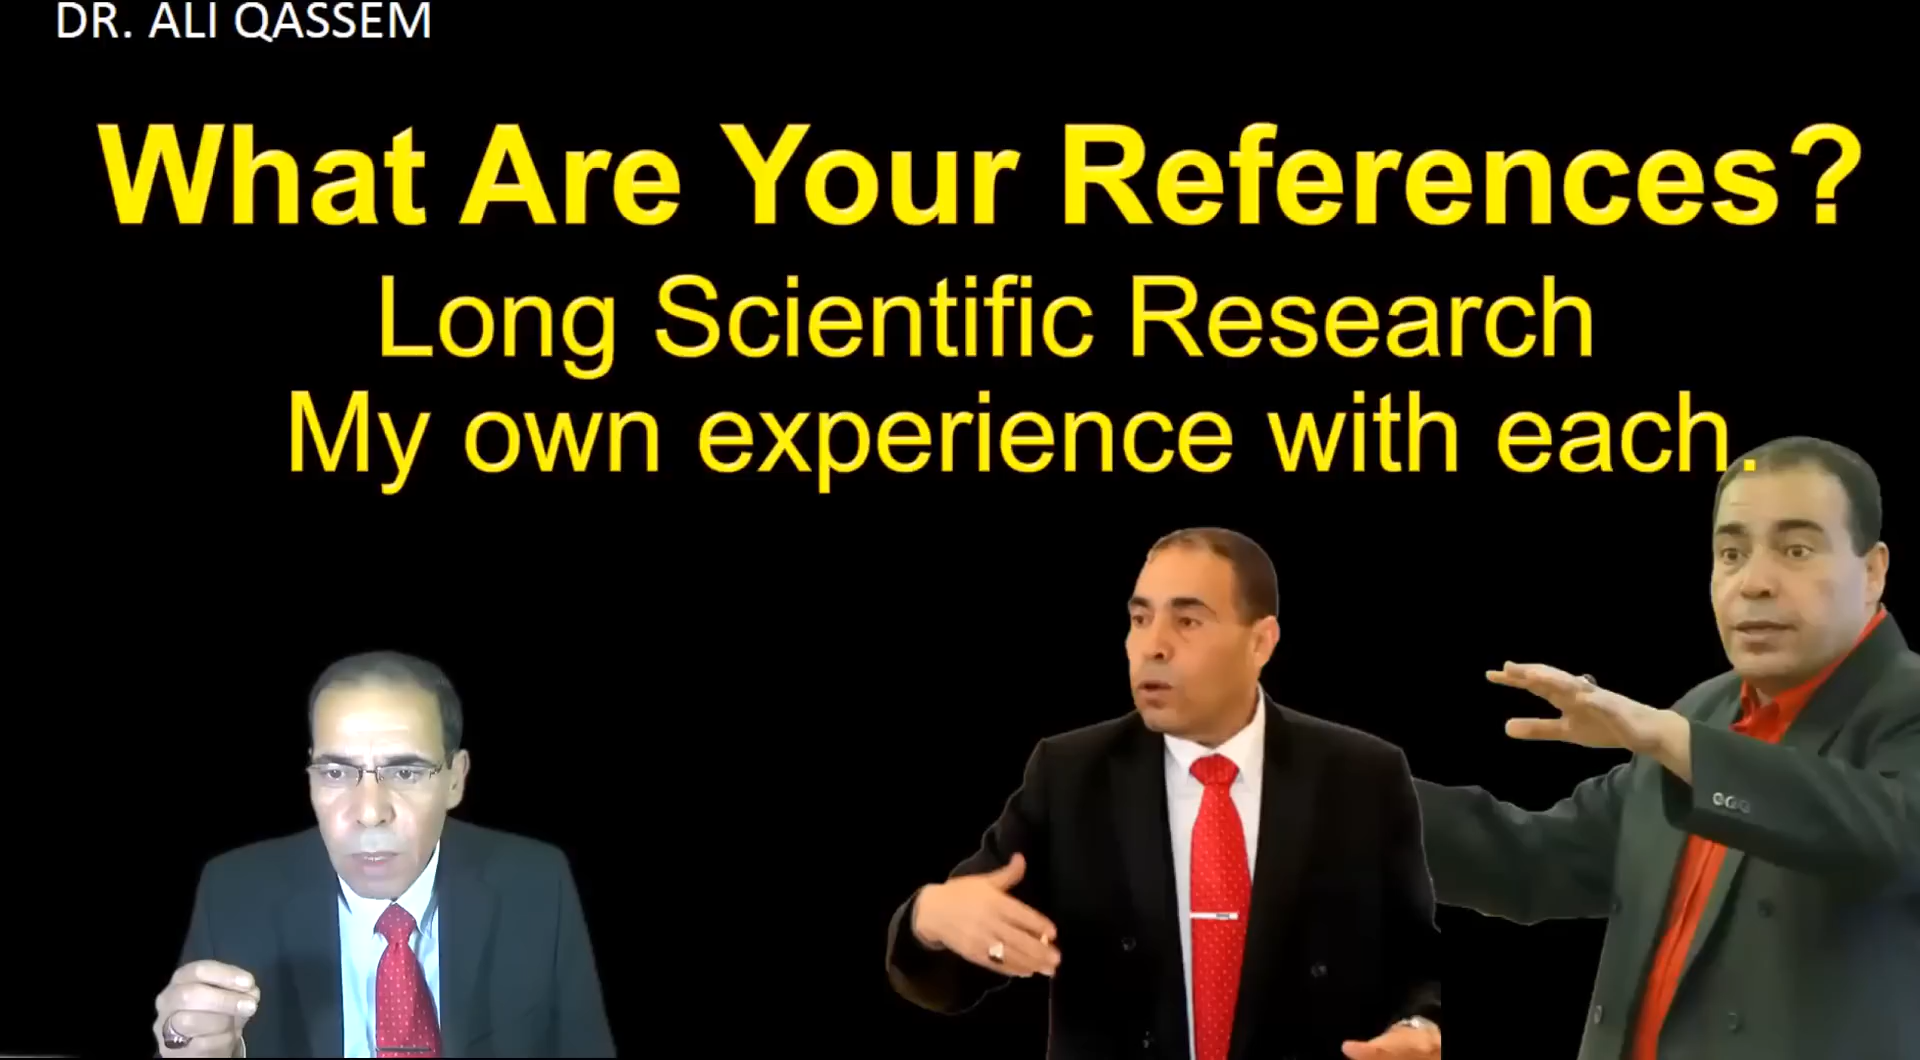 DR. ALI QASSEM
What Are Your References?
Long Scientific Research
My own experience with each.